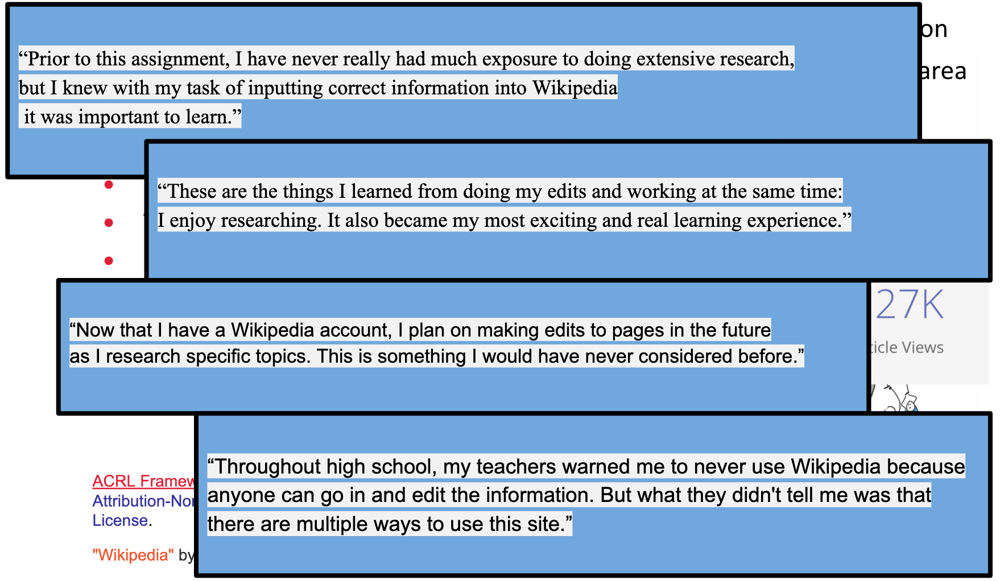 on
area
“Prior to this assignment, I have never really had much exposure to doing extensive research,
but I knew with my task of inputting correct information into Wikipedia
it was important to learn.”
“These are the things I learned from doing my edits and working at the same time:
I enjoy researching. It also became my most exciting and real learning experience.”
27K
ticle Views
“Now that I have a Wikipedia account, I plan on making edits to pages in the future
as I research specific topics. This is something I would have never considered before.”
“Throughout high school, my teachers warned me to never use Wikipedia because
anyone can go in and edit the information. But what they didn't tell me was that
there are multiple ways to use this site.”
ACRL Framew
Attribution-Non
License.
"Wikipedia" by